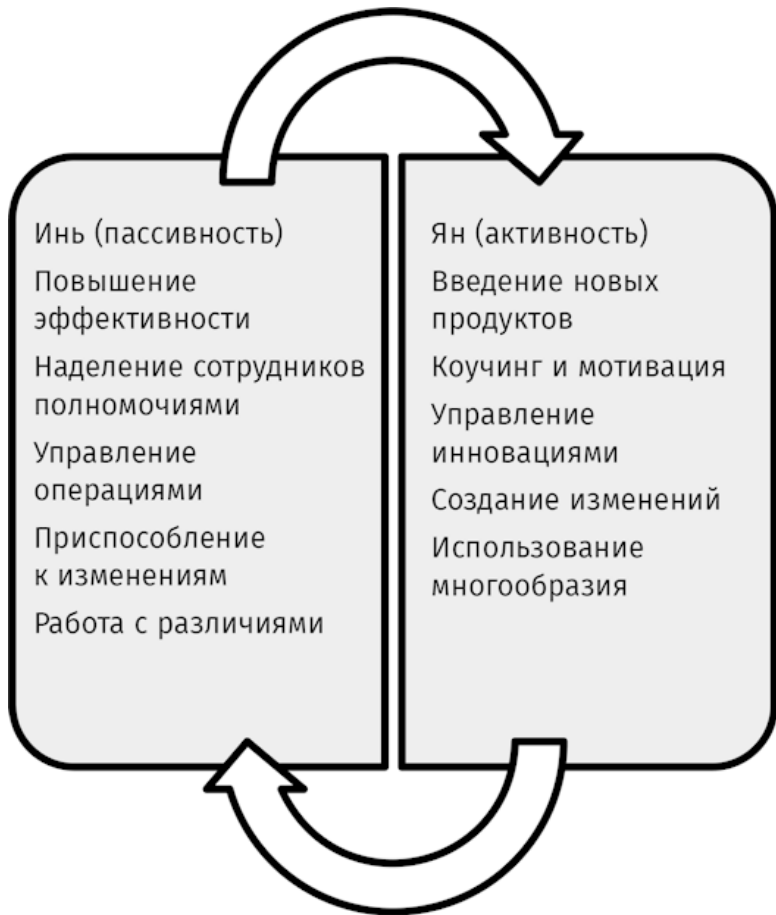 Инь (пассивность)
Повышение
эффективности
Наделение сотрудников
полномочиями
Управление
операциями
Приспособление
к изменениям
Работа с различиями
Ян (активность)
Введение новых
продуктов
Коучинг и мотивация
Управление
инновациями
Создание изменений
Использование
многообразия